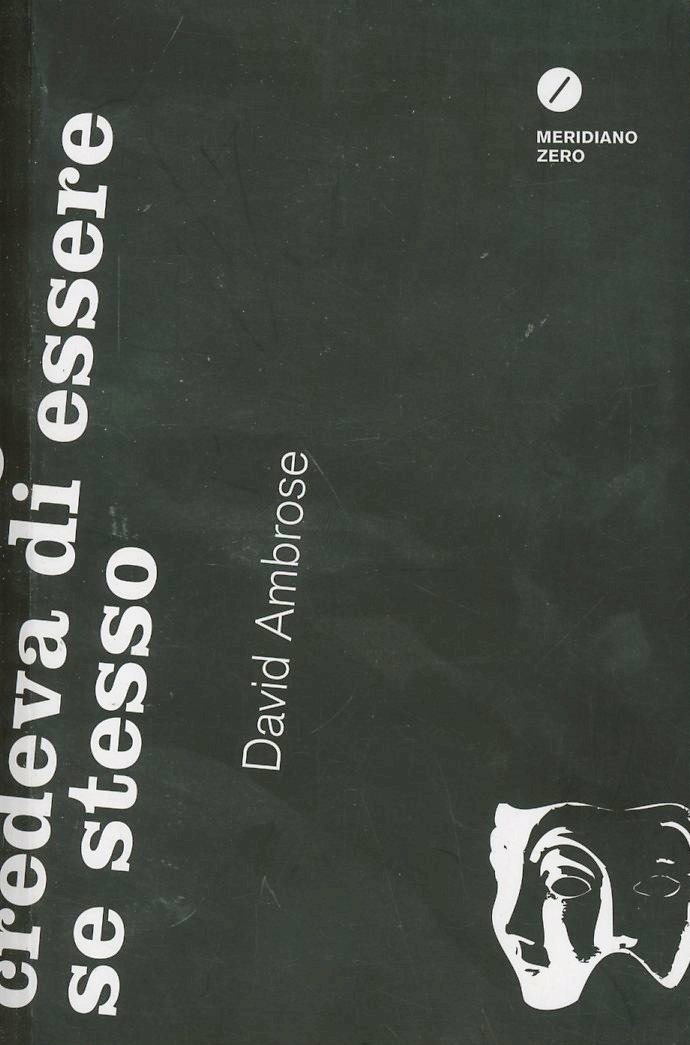 MERIDIANO
ZERO
credeva di essere
se stesso
David Ambrose